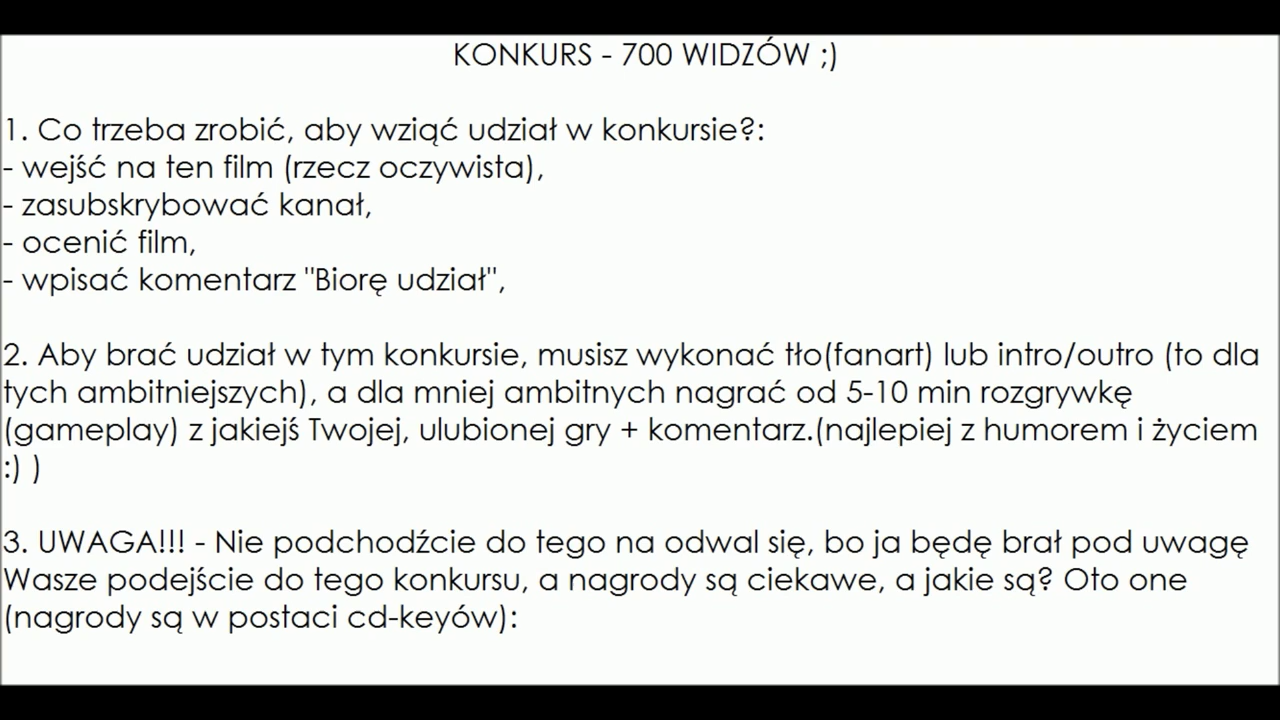 KONKURS - 700 WIDZÓW ;)
1. Co trzeba zrobić, aby wziąć udział w konkursie?:
- wejść na ten film (rzecz oczywista),
- zasubskrybować kanał,
- ocenić film,
- wpisać komentarz "Biorę udział",
2. Aby brać udział w tym konkursie, musisz wykonać tło(fanart) lub intro/outro (to dla
tych ambitniejszych), a dla mniej ambitnych nagrać od 5-10 min rozgrywkę
(gameplay) z jakiejś Twojej, ulubionej gry + komentarz.(najlepiej z humorem i życiem
:) )
3. UWAGA!!! - Nie podchodźcie do tego na odwal się, bo ja będę brał pod uwagę
Wasze podejście do tego konkursu, a nagrody są ciekawe, a jakie są? Oto one
(nagrody są w postaci cd-keyów):